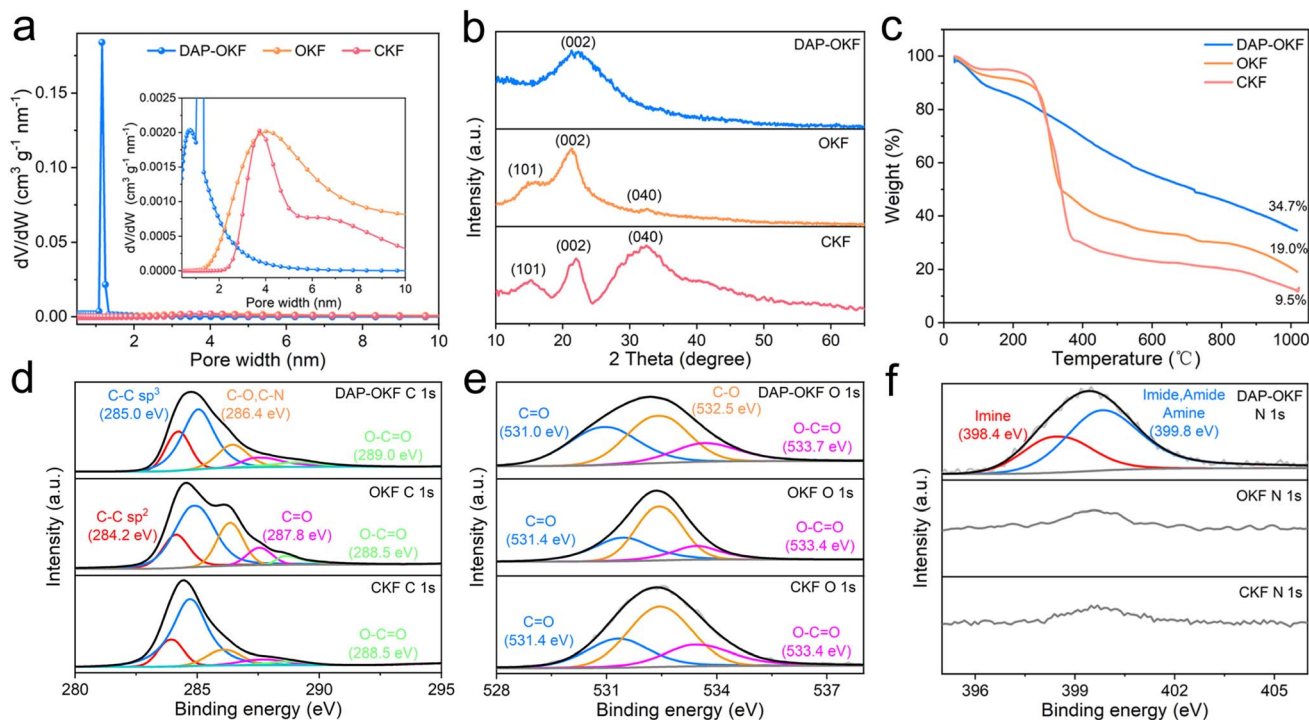 a
DAP-OKF OKF CKF
dV/dW (cm³ g⁻¹ nm⁻¹)
0.15
0.10
0.05
0.00
2 4 6 8 10
Pore width (nm)
dV/dW (cm³ g⁻¹ nm⁻¹)
0.0025
0.0020
0.0015
0.0010
0.0005
0.0000
2 4 6 8 10
Pore width (nm)
b
(002) DAP-OKF
OKF
(101) (002) (040)
CKF
(101) (002) (040)
Intensity (a.u.)
10 20 30 40 50 60
2 Theta (degree)
c
DAP-OKF
OKF
CKF
Weight (%)
100
80
60
40
20
0
34.7%
19.0%
9.5%
0 200 400 600 800 1000
Temperature (℃)
d
DAP-OKF C 1s
C-C sp³
(285.0 eV)
C-O,C-N
(286.4 eV)
O-C=O
(289.0 eV)
OKF C 1s
C-C sp²
(284.2 eV)
C=O
(287.8 eV)
O-C=O
(288.5 eV)
CKF C 1s
O-C=O
(288.5 eV)
Intensity (a.u.)
280 285 290 295
Binding energy (eV)
e
DAP-OKF O 1s
C=O
(531.0 eV)
C-O
(532.5 eV)
O-C=O
(533.7 eV)
OKF O 1s
C=O
(531.4 eV)
O-C=O
(533.4 eV)
CKF O 1s
C=O
(531.4 eV)
O-C=O
(533.4 eV)
Intensity (a.u.)
528 531 534 537
Binding energy (eV)
f
DAP-OKF
N 1s
Imine
(398.4 eV)
Imide,Amide
Amine
(399.8 eV)
OKF N 1s
CKF N 1s
Intensity (a.u.)
396 399 402 405
Binding energy (eV)